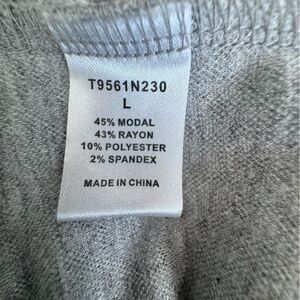 T9561N230
L
45% MODAL
43% RAYON
10% POLYESTER
2% SPANDEX
MADE IN CHINA